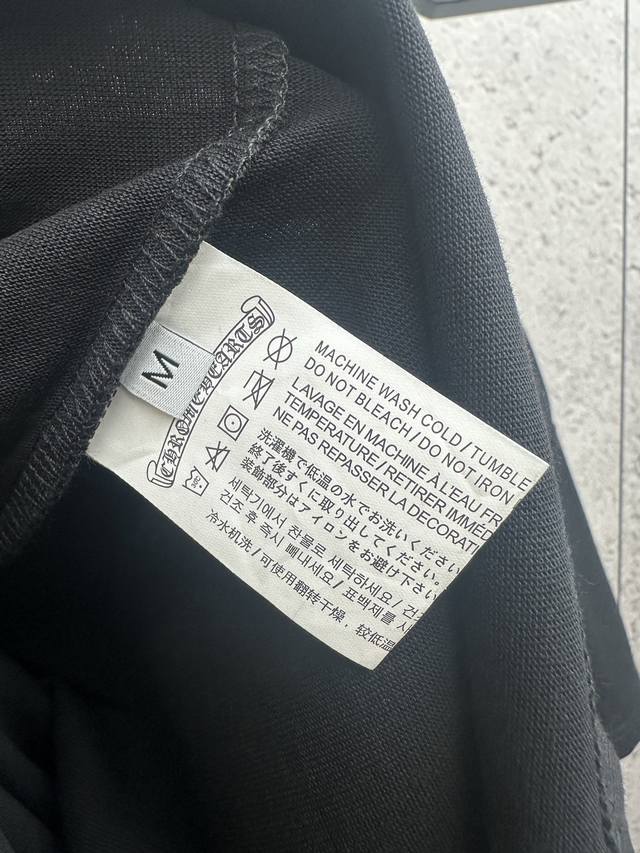 M
CHROME HEARTS
MACHINE WASH COLD / TUMBLE
DO NOT BLEACH / DO NOT IRON
LAVAGE EN MACHINE À LEAU FR
TEMPERATURE / RETIRER IMMÉD
NE PAS REPASSER LA DECORAT
洗濯機で低温の水でお洗いください
終了後すぐに取り出してください。
装飾部分はアイロンをお避け下さい
세탁기에서 찬물로 세탁하세요 / 건
건조 후 즉시 빼내세요 / 표백제를 사
冷水机洗 / 可使用翻转干燥，较低温